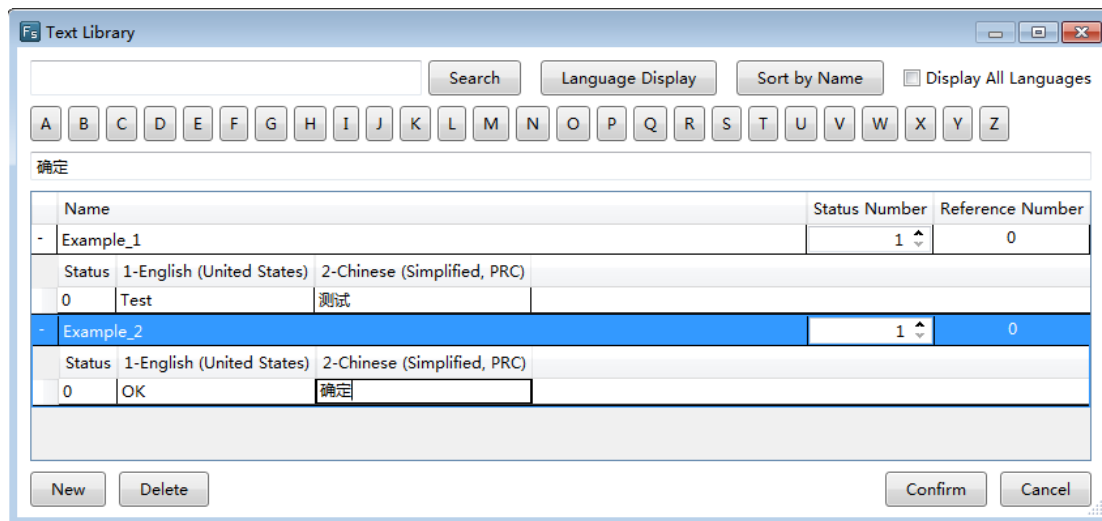 Fs Text Library
Search Language Display Sort by Name Display All Languages
A B C D E F G H I J K L M N O P Q R S T U V W X Y Z
确定
Name Status Number Reference Number
- Example_1 1 0
Status 1-English (United States) 2-Chinese (Simplified, PRC)
0 Test 测试
- Example_2 1 0
Status 1-English (United States) 2-Chinese (Simplified, PRC)
0 OK 确定
New Delete Confirm Cancel